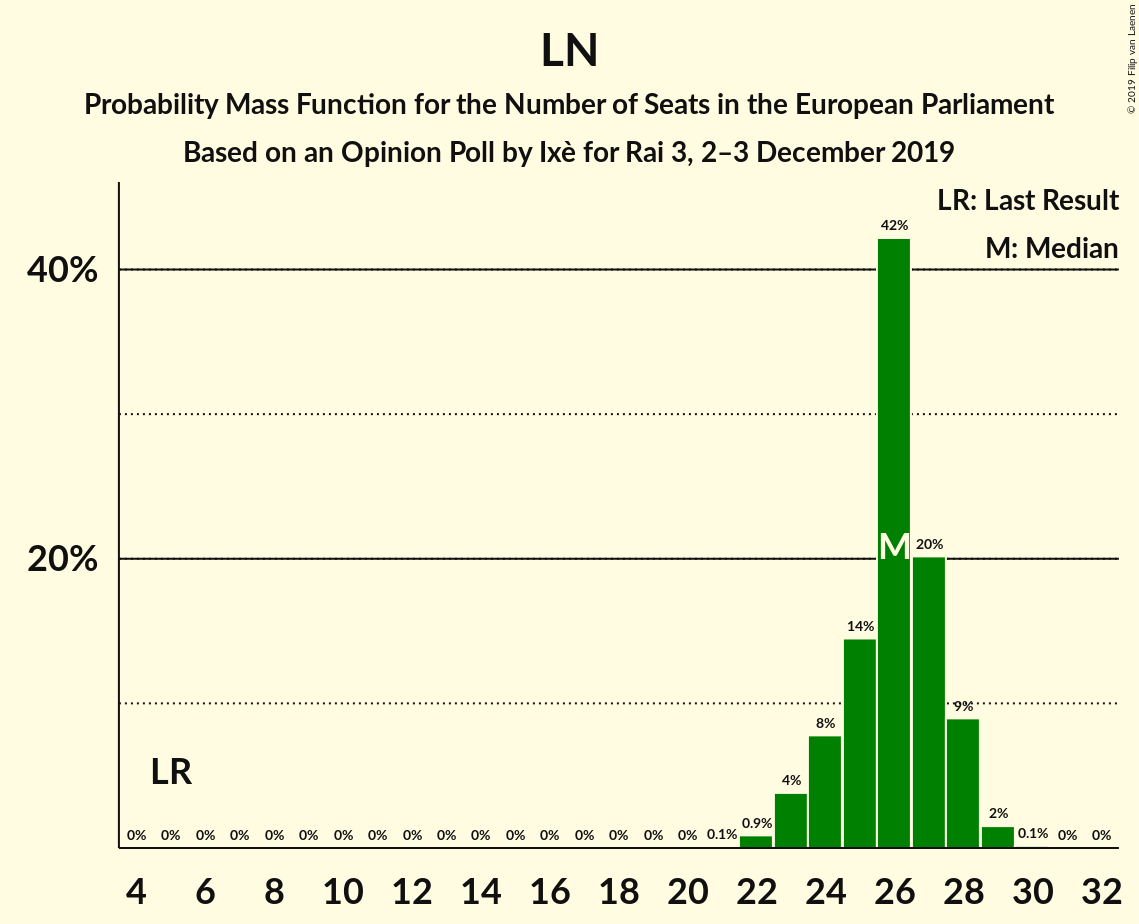 LN
Probability Mass Function for the Number of Seats in the European Parliament
Based on an Opinion Poll by Ixè for Rai 3, 2–3 December 2019
© 2019 Filip van Laenen
LR: Last Result
M: Median
42%
40%
M
20%
20%
14%
9%
8%
LR
4%
2%
0% 0% 0% 0% 0% 0% 0% 0% 0% 0% 0% 0% 0% 0% 0% 0% 0% 0.1% 0.9% 0.1% 0% 0%
4 6 8 10 12 14 16 18 20 22 24 26 28 30 32